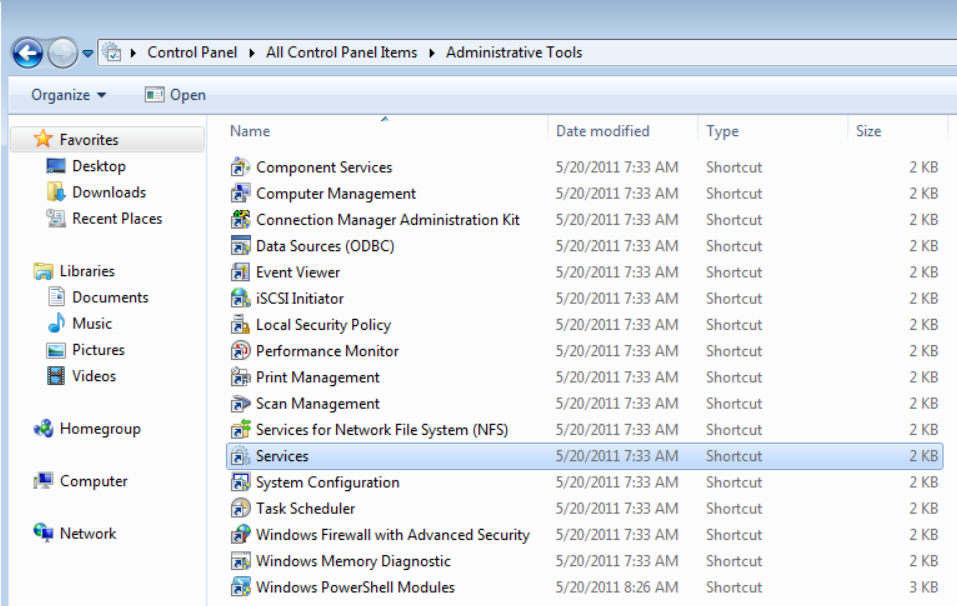 Control Panel All Control Panel Items Administrative Tools
Organize Open
Favorites
Desktop
Downloads
Recent Places
Libraries
Documents
Music
Pictures
Videos
Homegroup
Computer
Network
Name Date modified Type Size
Component Services 5/20/2011 7:33 AM Shortcut 2 KB
Computer Management 5/20/2011 7:33 AM Shortcut 2 KB
Connection Manager Administration Kit 5/20/2011 7:33 AM Shortcut 2 KB
Data Sources (ODBC) 5/20/2011 7:33 AM Shortcut 2 KB
Event Viewer 5/20/2011 7:33 AM Shortcut 2 KB
iSCSI Initiator 5/20/2011 7:33 AM Shortcut 2 KB
Local Security Policy 5/20/2011 7:33 AM Shortcut 2 KB
Performance Monitor 5/20/2011 7:33 AM Shortcut 2 KB
Print Management 5/20/2011 7:33 AM Shortcut 2 KB
Scan Management 5/20/2011 7:33 AM Shortcut 2 KB
Services for Network File System (NFS) 5/20/2011 7:33 AM Shortcut 2 KB
Services 5/20/2011 7:33 AM Shortcut 2 KB
System Configuration 5/20/2011 7:33 AM Shortcut 2 KB
Task Scheduler 5/20/2011 7:33 AM Shortcut 2 KB
Windows Firewall with Advanced Security 5/20/2011 7:33 AM Shortcut 2 KB
Windows Memory Diagnostic 5/20/2011 7:33 AM Shortcut 2 KB
Windows PowerShell Modules 5/20/2011 8:26 AM Shortcut 3 KB